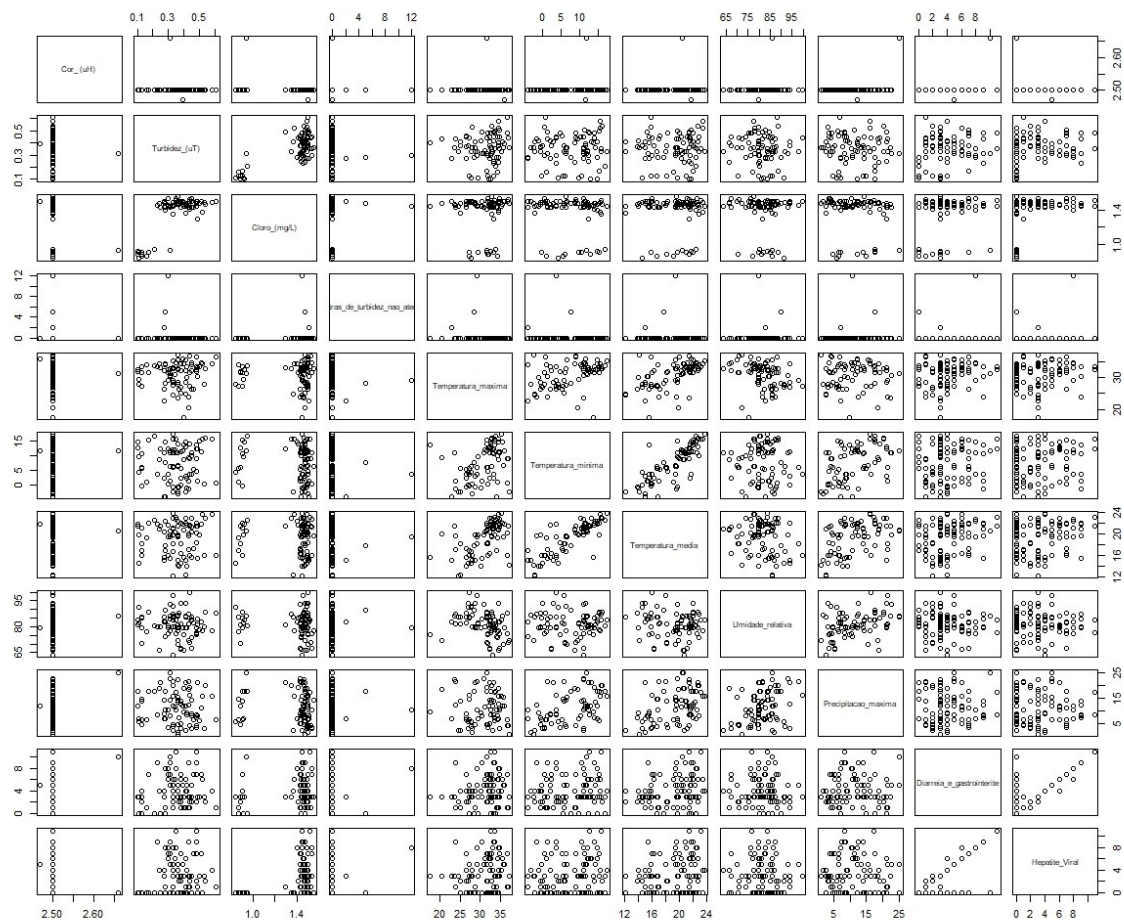 0.1 0.3 0.5
0 4 8 12
0 5 10
65 75 85 95
0 2 4 6 8
Cor_ (uH)
2.50 2.60
0.1 0.3 0.5
Turbidez_(uT)
Cloro_(mg/L)
1.0 1.4
0 4 8 12
tras_de_turbidez_nao_ate
Temperatura_maxima
20 30
0 5 15
Temperatura_minima
Temperatura_media
12 16 20 24
65 80 95
Umidade_relativa
Precipitacao_maxima
5 15 25
0 4 8
Diarreia_e_gastrointerite
Hepatite_Viral
0 4 8
2.50 2.60
1.0 1.4
20 25 30 35
12 16 20 24
5 15 25
0 2 4 6 8